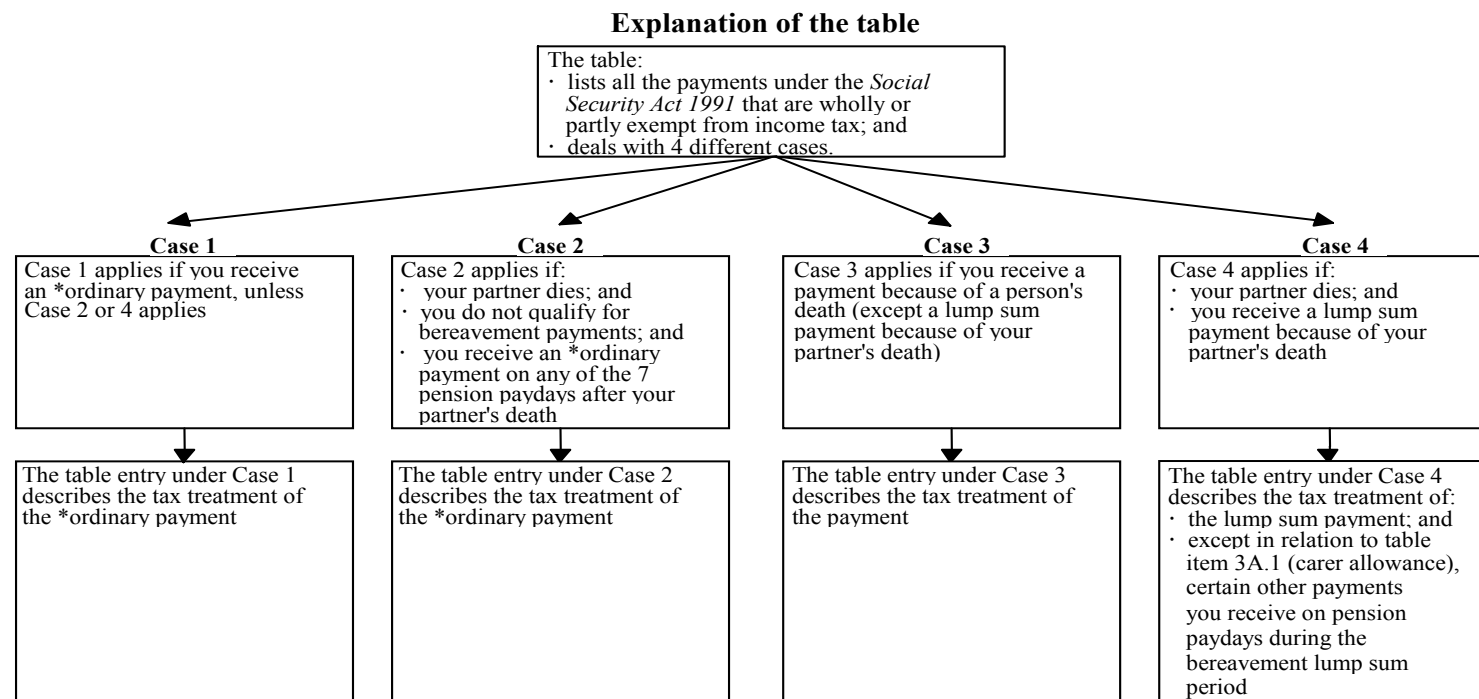 Explanation of the table
The table:
· lists all the payments under the Social
Security Act 1991 that are wholly or
partly exempt from income tax; and
· deals with 4 different cases.
Case 1
Case 1 applies if you receive
an *ordinary payment, unless
Case 2 or 4 applies
Case 2
Case 2 applies if:
· your partner dies; and
· you do not qualify for
bereavement payments; and
· you receive an *ordinary
payment on any of the 7
pension paydays after your
partner's death
Case 3
Case 3 applies if you receive a
payment because of a person's
death (except a lump sum
payment because of your
partner's death)
Case 4
Case 4 applies if:
· your partner dies; and
· you receive a lump sum
payment because of your
partner's death
The table entry under Case 1
describes the tax treatment of
the *ordinary payment
The table entry under Case 2
describes the tax treatment of
the *ordinary payment
The table entry under Case 3
describes the tax treatment of
the payment
The table entry under Case 4
describes the tax treatment of:
· the lump sum payment; and
· except in relation to table
item 3A.1 (carer allowance),
certain other payments
you receive on pension
paydays during the
bereavement lump sum
period